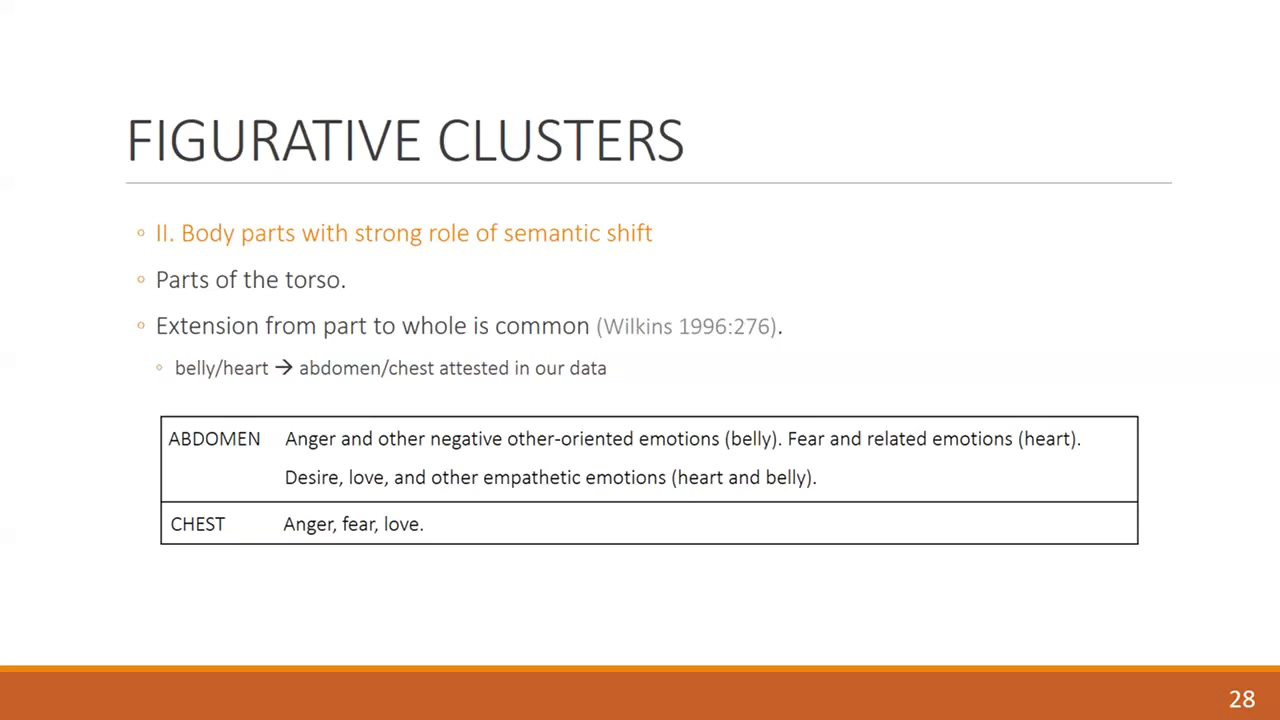 FIGURATIVE CLUSTERS
◦ II. Body parts with strong role of semantic shift
◦ Parts of the torso.
◦ Extension from part to whole is common (Wilkins 1996:276).
◦ belly/heart → abdomen/chest attested in our data
ABDOMEN Anger and other negative other-oriented emotions (belly). Fear and related emotions (heart).
Desire, love, and other empathetic emotions (heart and belly).
CHEST Anger, fear, love.
28